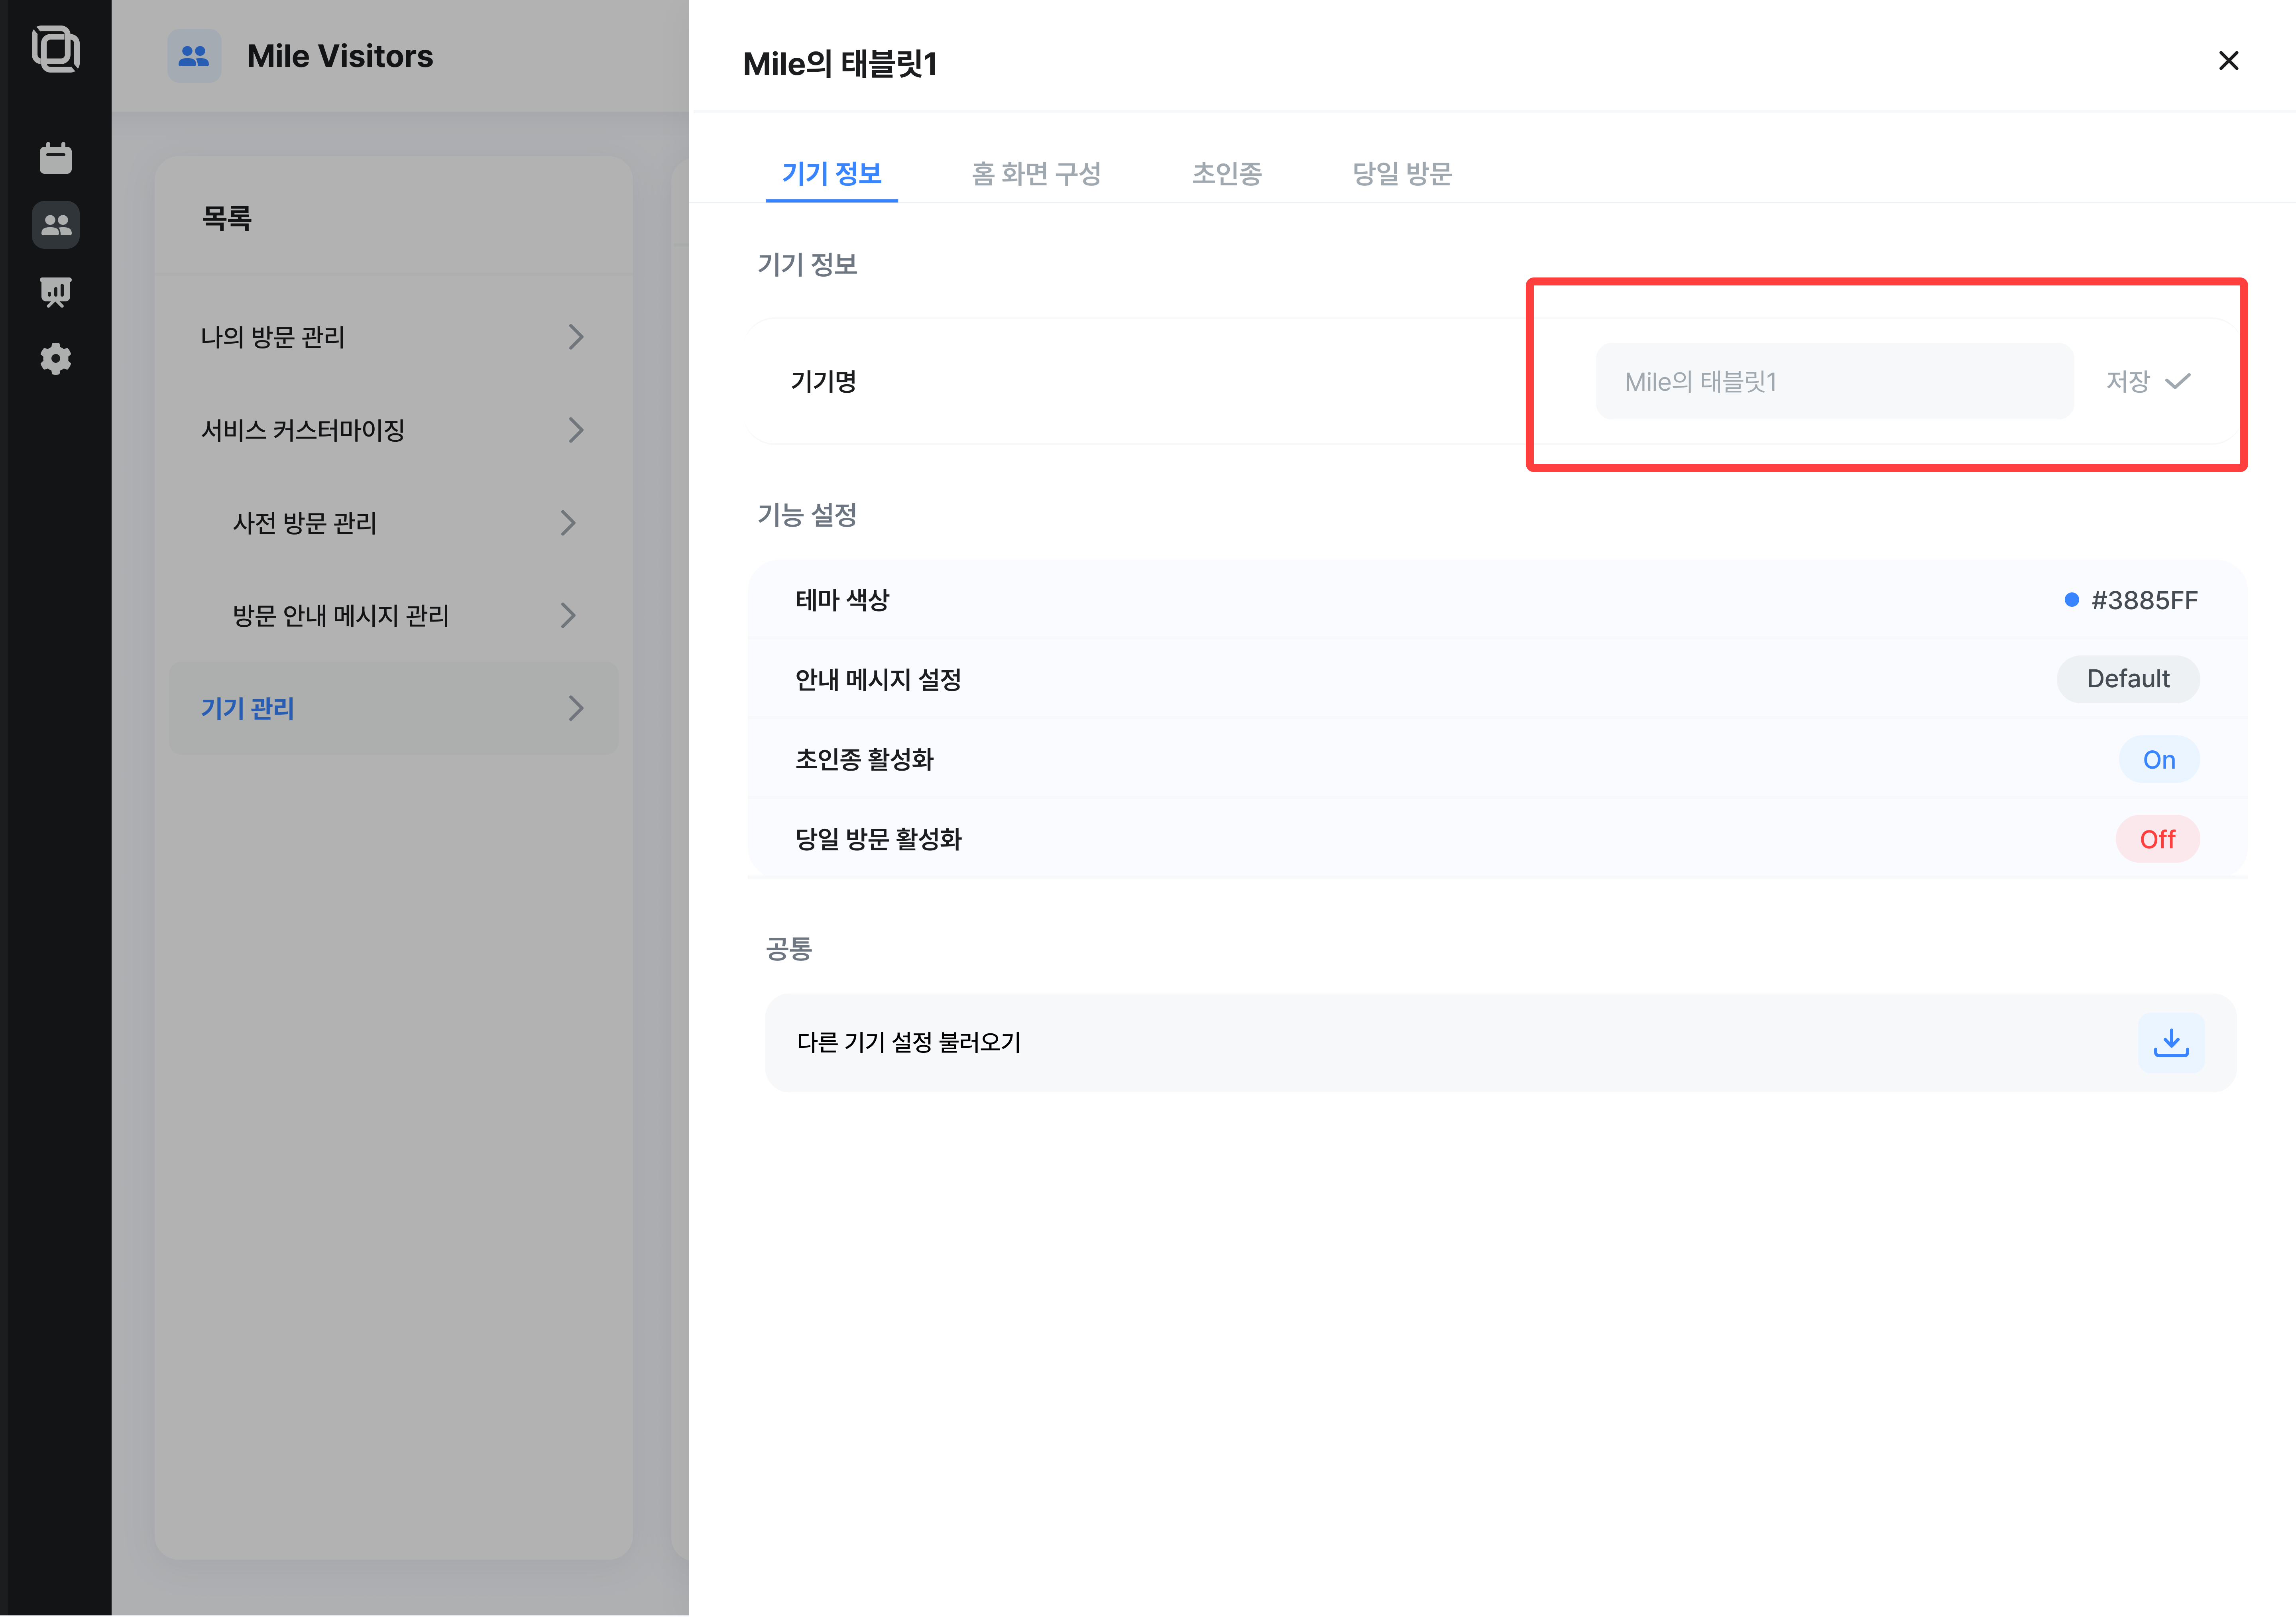 Mile Visitors
목록
나의 방문 관리
서비스 커스터마이징
사전 방문 관리
방문 안내 메시지 관리
기기 관리
Mile의 태블릿1
기기 정보 홈 화면 구성 초인종 당일 방문
기기 정보
기기명 Mile의 태블릿1 저장
기능 설정
테마 색상 #3885FF
안내 메시지 설정 Default
초인종 활성화 On
당일 방문 활성화 Off
공통
다른 기기 설정 불러오기